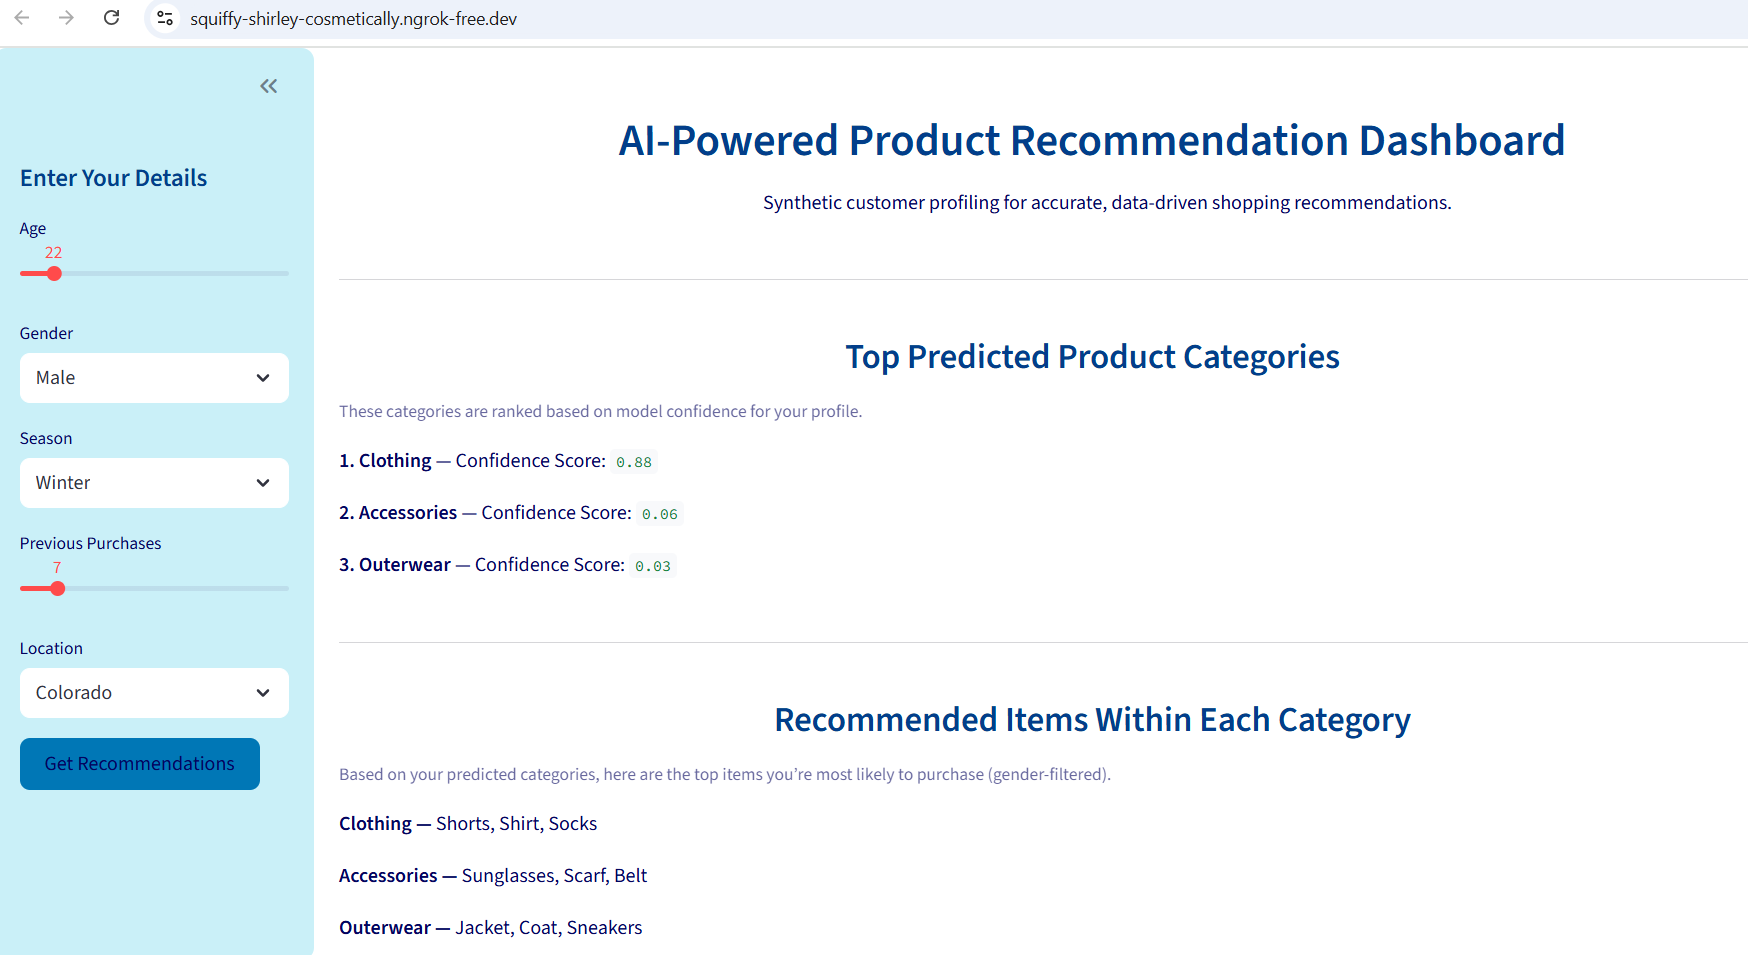 squiffy-shirley-cosmetically.ngrok-free.dev
Enter Your Details
Age
22
Gender
Male
Season
Winter
Previous Purchases
7
Location
Colorado
Get Recommendations
AI-Powered Product Recommendation Dashboard
Synthetic customer profiling for accurate, data-driven shopping recommendations.
Top Predicted Product Categories
These categories are ranked based on model confidence for your profile.
1. Clothing — Confidence Score: 0.88
2. Accessories — Confidence Score: 0.06
3. Outerwear — Confidence Score: 0.03
Recommended Items Within Each Category
Based on your predicted categories, here are the top items you’re most likely to purchase (gender-filtered).
Clothing — Shorts, Shirt, Socks
Accessories — Sunglasses, Scarf, Belt
Outerwear — Jacket, Coat, Sneakers